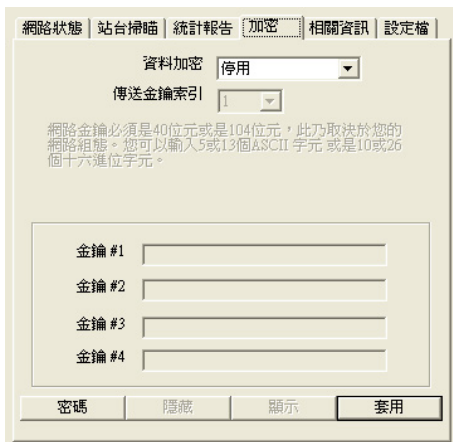 網路狀態 站台掃瞄 統計報告 加密 相關資訊 設定檔
資料加密 停用
傳送金鑰索引 1
網路金鑰必須是40位元或是104位元，此乃取決於您的
網路組態。您可以輸入5或13個ASCII 字元 或是10或26
個十六進位字元。
金鑰 #1
金鑰 #2
金鑰 #3
金鑰 #4
密碼 隱藏 顯示 套用